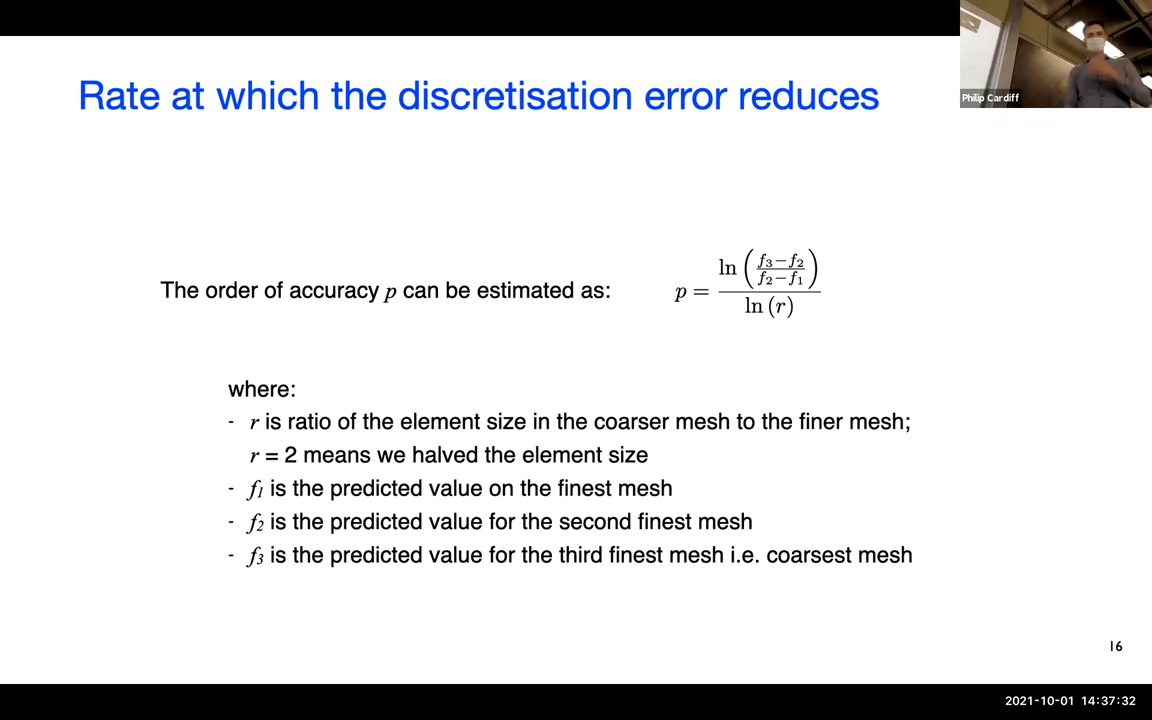 Rate at which the discretisation error reduces
Philip Cardiff
The order of accuracy p can be estimated as:
p = ln ( f₃−f₂ / f₂−f₁ ) / ln (r)
where:
- r is ratio of the element size in the coarser mesh to the finer mesh;
r = 2 means we halved the element size
- f₁ is the predicted value on the finest mesh
- f₂ is the predicted value for the second finest mesh
- f₃ is the predicted value for the third finest mesh i.e. coarsest mesh
16
2021-10-01 14:37:32